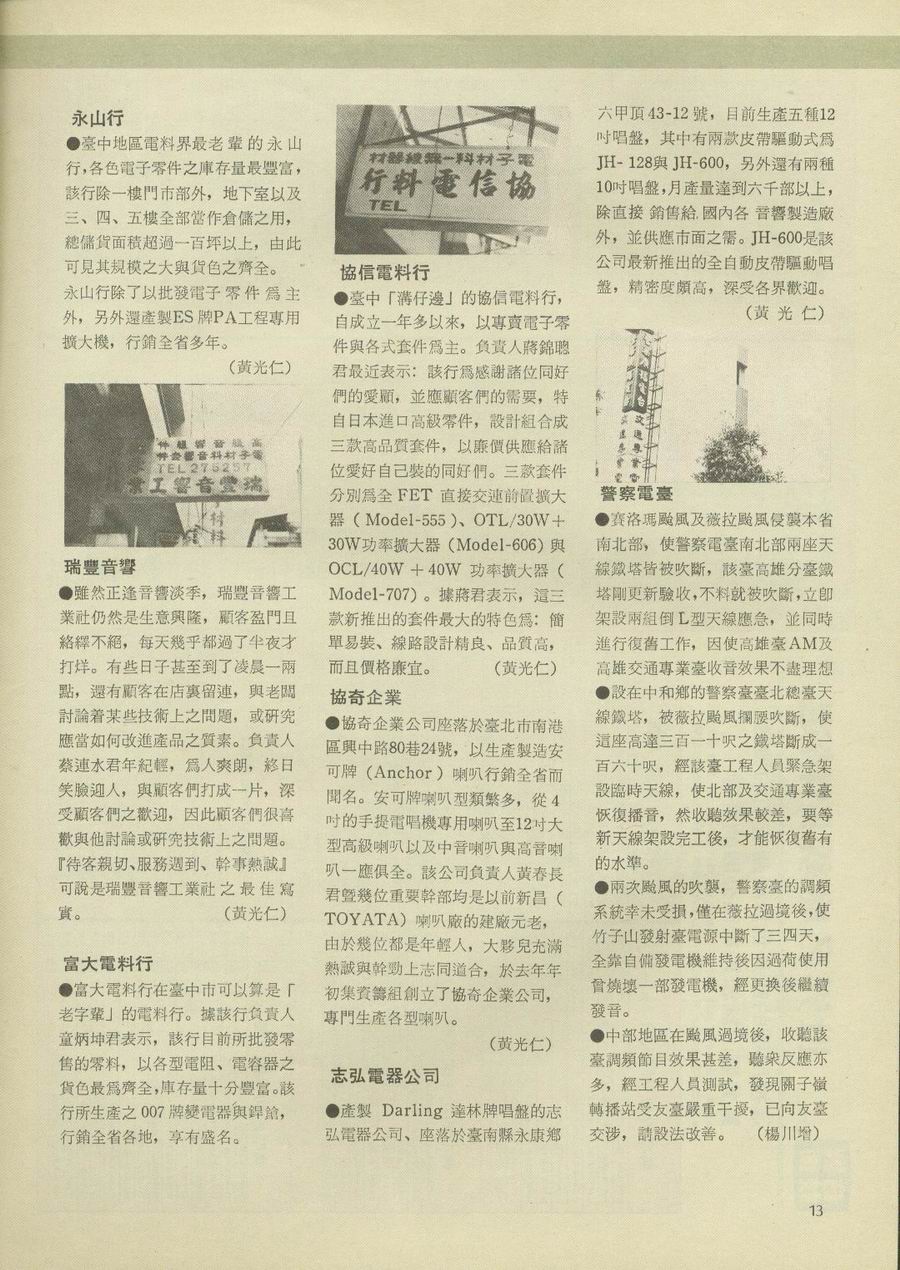 永山行
●臺中地區電料界最老輩的永山
行,各色電子零件之庫存量最豐富,
該行除一樓門市部外，地下室以及
三、四、五樓全部當作倉儲之用，
總儲貨面積超過一百坪以上，由此
可見其規模之大與貨色之齊全。
永山行除了以批發電子零件爲主
外，另外還產製ES牌PA工程專用
擴大機，行銷全省多年。
（黃光仁）
高級音響組件
電子材料音響套件
TEL 276257
瑞豐音響工業
材料
瑞豐音響
●雖然正逢音響淡季，瑞豐音響工
業社仍然是生意興隆，顧客盈門且
絡繹不絕，每天幾乎都過了半夜才
打烊。有些日子甚至到了凌晨一兩
點，還有顧客在店裏留連，與老闆
討論着某些技術上之問題，或研究
應當如何改進產品之質素。負責人
蔡連水君年紀輕，爲人爽朗，終日
笑臉迎人，與顧客們打成一片，深
受顧客們之歡迎，因此顧客們很喜
歡與他討論或研究技術上之問題。
『待客親切、服務週到、幹事熱誠』
可說是瑞豐音響工業社之最佳寫
實。　　　　　　　（黃光仁）
富大電料行
●富大電料行在臺中市可以算是「
老字輩」的電料行。據該行負責人
童炳坤君表示，該行目前所批發零
售的零料，以各型電阻、電容器之
貨色最爲齊全,庫存量十分豐富。該
行所生產之 007 牌變電器與銲鎗，
行銷全省各地，享有盛名。
電子材料一無線器材
協信電料行
TEL
協信電料行
●臺中「溝仔邊」的協信電料行，
自成立一年多以來，以專賣電子零
件與各式套件爲主。負責人蔣錦聰
君最近表示：該行爲感謝諸位同好
們的愛顧，並應顧客們的需要，特
自日本進口高級零件，設計組合成
三款高品質套件，以廉價供應給諸
位愛好自己裝的同好們。三款套件
分別爲全 FET 直接交連前置擴大
器（Model-555）、OTL/30W＋
30W功率擴大器（Model-606）與
OCL/40W ＋40W 功率擴大器（
Model-707）。據蔣君表示，這三
款新推出的套件最大的特色爲：簡
單易裝、線路設計精良、品質高，
而且價格廉宜。　　（黃光仁）
協奇企業
●協奇企業公司座落於臺北市南港
區興中路80巷24號，以生產製造安
可牌（Anchor）喇叭行銷全省而
聞名。安可牌喇叭型類繁多，從 4
吋的手提電唱機專用喇叭至12吋大
型高級喇叭以及中音喇叭與高音喇
叭一應俱全。該公司負責人黃春長
君曁幾位重要幹部均是以前新昌（
TOYATA）喇叭廠的建廠元老，
由於幾位都是年輕人，大夥兒充滿
熱誠與幹勁上志同道合，於去年年
初集資籌組創立了協奇企業公司，
專門生產各型喇叭。
（黃光仁）
志弘電器公司
●產製 Darling 達林牌唱盤的志
弘電器公司、座落於臺南縣永康鄉
六甲頂 43-12 號，目前生產五種12
吋唱盤，其中有兩款皮帶驅動式爲
JH- 128與 JH-600，另外還有兩種
10吋唱盤,月產量達到六千部以上，
除直接 銷售給 國內各 音響製造廠
外，並供應市面之需。JH-600是該
公司最新推出的全自動皮帶驅動唱
盤，精密度頗高，深受各界歡迎。
（黃光仁）
警察電臺
●賽洛瑪颱風及薇拉颱風侵襲本省
南北部，使警察電臺南北部兩座天
線鐵塔皆被吹斷，該臺高雄分臺鐵
塔剛更新驗收,不料就被吹斷,立卽
架設兩組倒L型天線應急，並同時
進行復舊工作，因使高雄臺AM及
高雄交通專業臺收音效果不盡理想
●設在中和鄉的警察臺臺北總臺天
線鐵塔，被薇拉颱風攔腰吹斷，使
這座高達三百一十呎之鐵塔斷成一
百六十呎，經該臺工程人員緊急架
設臨時天線，使北部及交通專業臺
恢復播音，然收聽效果較差，要等
新天線架設完工後，才能恢復舊有
的水準。
●兩次颱風的吹襲，警察臺的調頻
系統幸未受損,僅在薇拉過境後,使
竹子山發射臺電源中斷了三四天，
全靠自備發電機維持後因過荷使用
曾燒壞一部發電機，經更換後繼續
發音。
●中部地區在颱風過境後，收聽該
臺調頻節目效果甚差，聽衆反應亦
多，經工程人員測試，發現關子嶺
轉播站受友臺嚴重干擾，已向友臺
交涉，請設法改善。　（楊川增）
13